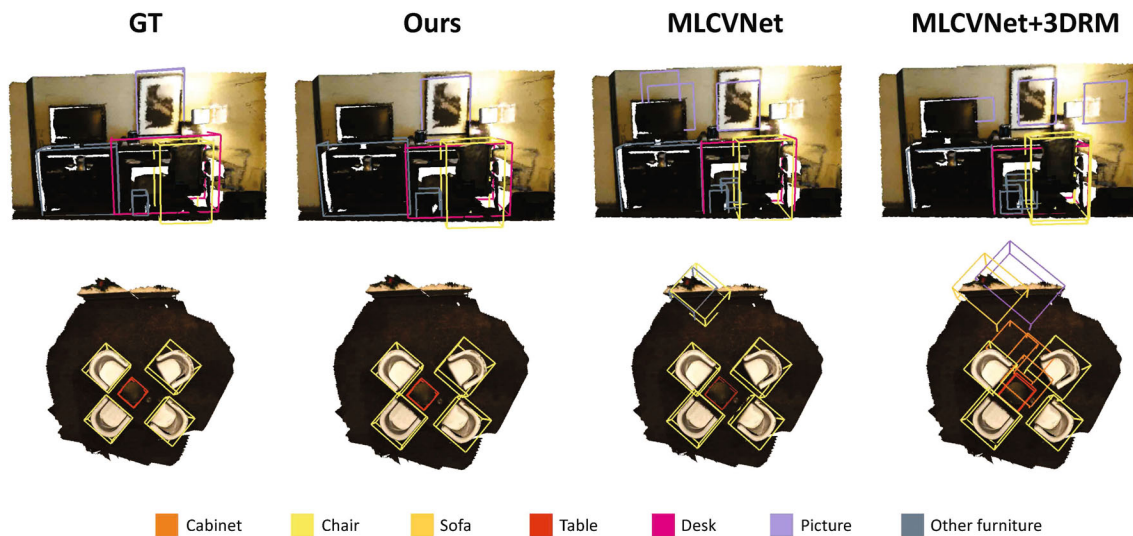 GT Ours MLCVNet MLCVNet+3DRM
Cabinet Chair Sofa Table Desk Picture Other furniture